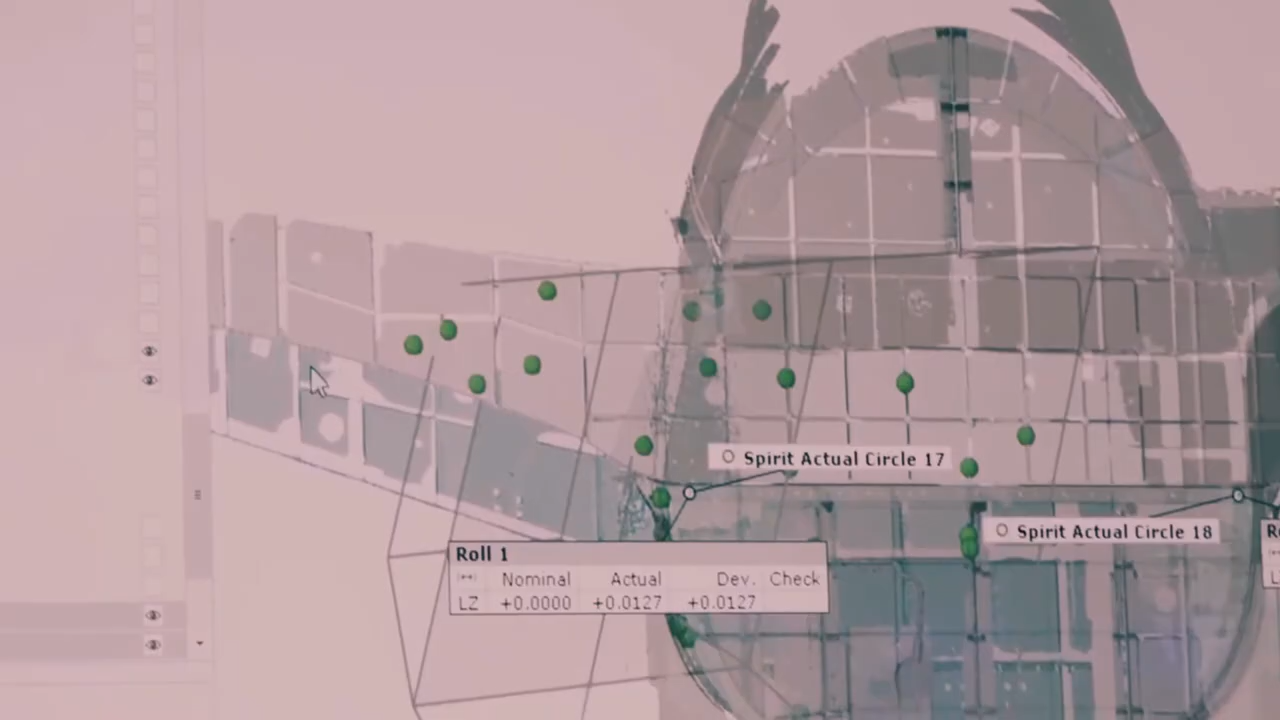 Spirit Actual Circle 17
Spirit Actual Circle 18
Roll 1
Nominal Actual Dev. Check
LZ +0.0000 +0.0127 +0.0127